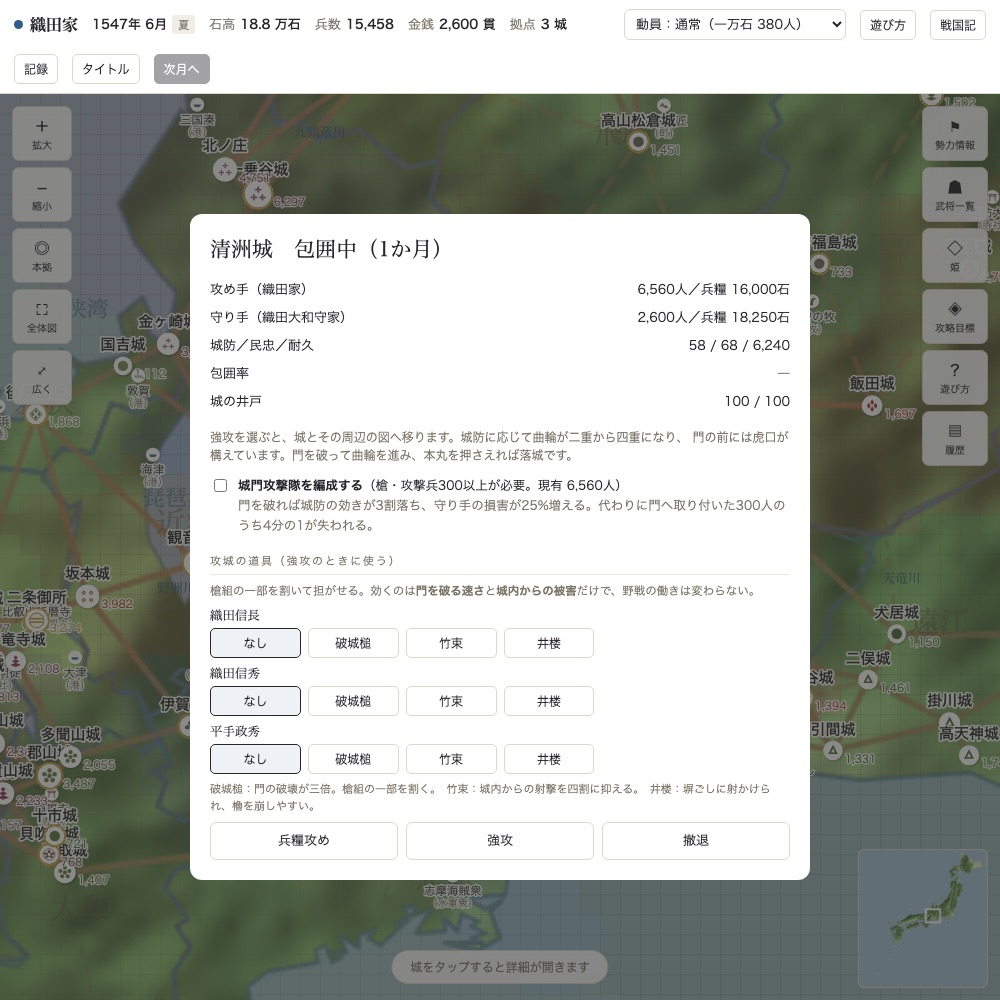 織田家 1547年 6月 夏 石高 18.8 万石 兵数 15,458 金銭 2,600 貫 拠点 3 城 動員：通常（一万石 380人） 遊び方 戦国記
記録 タイトル 次月へ
拡大
縮小
本拠
全体図
広く
勢力情報
武将一覧
姫
攻略目標
遊び方
履歴
三国湊
(港)
九頭竜川
北ノ庄
一乗谷城
6,297
高山松倉城
(町)
1,451
福島城
733
金ヶ崎城
国吉城
敦賀
(港)
1,868
海津
(港)
飯田城
1,697
坂本城
3,982
二条御所
3,274
竜寺城
2,108
大津
(港)
天竜川
犬居城
1,150
遠江
二俣城
1,461
1,394
引間城
1,331
掛川城
高天神城
多聞山城
2,055
郡山城
3,487
2,233
十市城
768
1,407
志摩海賊衆
(水軍衆)
清洲城　包囲中（1か月）
攻め手（織田家） 6,560人／兵糧 16,000石
守り手（織田大和守家） 2,600人／兵糧 18,250石
城防／民忠／耐久 58 / 68 / 6,240
包囲率 —
城の井戸 100 / 100
強攻を選ぶと、城とその周辺の図へ移ります。城防に応じて曲輪が二重から四重になり、 門の前には虎口が
構えています。門を破って曲輪を進み、本丸を押さえれば落城です。
城門攻撃隊を編成する（槍・攻撃兵300以上が必要。現有 6,560人）
門を破れば城防の効きが3割落ち、守り手の損害が25%増える。代わりに門へ取り付いた300人の
うち4分の1が失われる。
攻城の道具（強攻のときに使う）
槍組の一部を割いて担がせる。効くのは門を破る速さと城内からの被害だけで、野戦の働きは変わらない。
織田信長
なし 破城槌 竹束 井楼
織田信秀
なし 破城槌 竹束 井楼
平手政秀
なし 破城槌 竹束 井楼
破城槌：門の破壊が三倍。槍組の一部を割く。 竹束：城内からの射撃を四割に抑える。 井楼：塀ごしに射かけら
れ、櫓を崩しやすい。
兵糧攻め 強攻 撤退
城をタップすると詳細が開きます